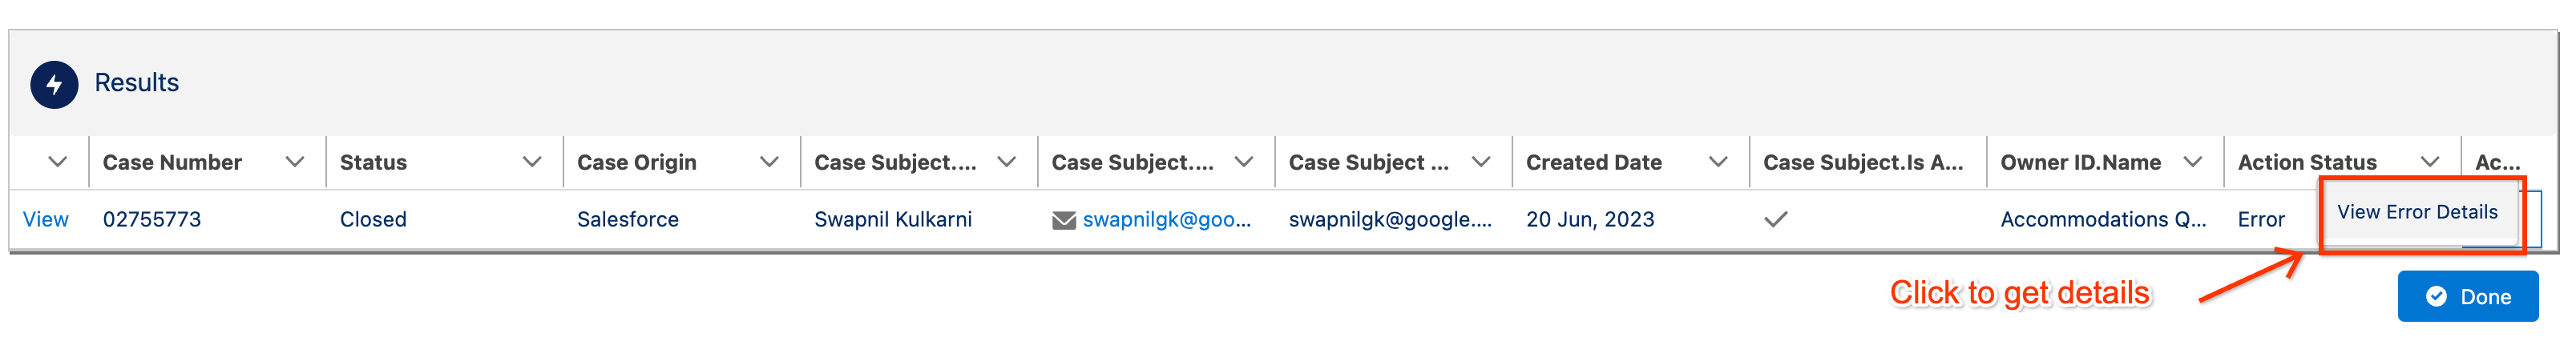 Results
Case Number Status Case Origin Case Subject.... Case Subject.... Case Subject ... Created Date Case Subject.Is A... Owner ID.Name Action Status Ac...
View 02755773 Closed Salesforce Swapnil Kulkarni swapnilgk@goo... swapnilgk@google.... 20 Jun, 2023 Accommodations Q... Error View Error Details
Click to get details
Done